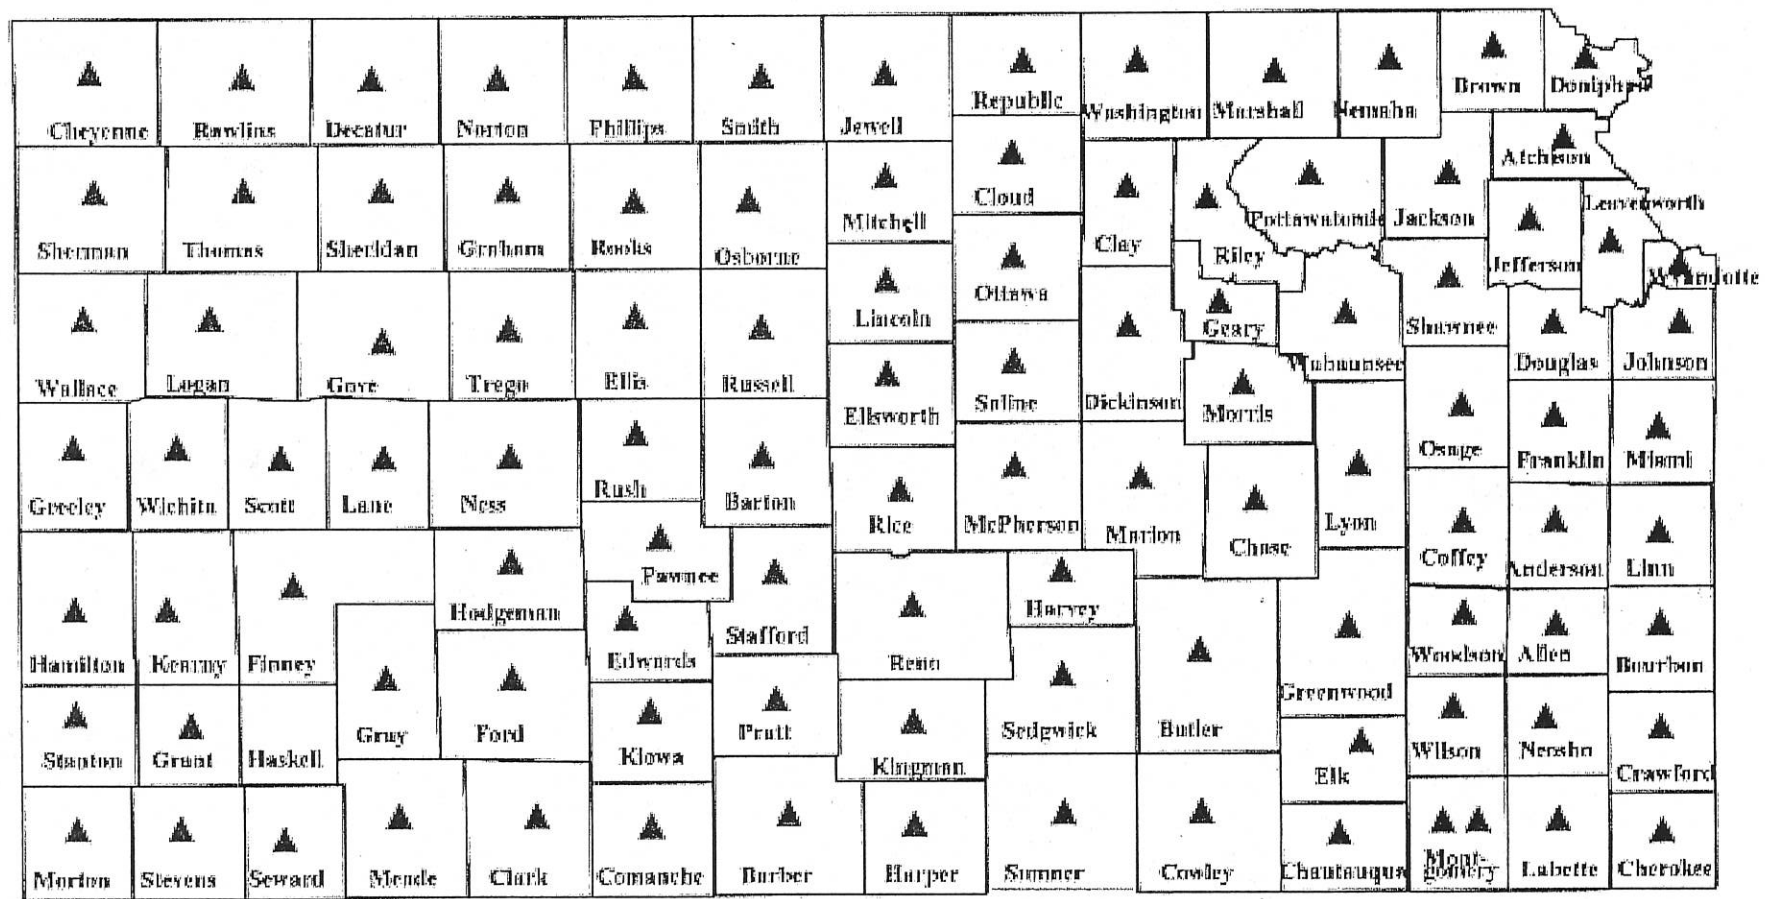 Cheyenne
Rawlins
Decatur
Norton
Phillips
Smith
Jewell
Republic
Washington
Marshall
Nemaha
Brown
Doniphan
Atchison
Sherman
Thomas
Sheridan
Graham
Rooks
Osborne
Mitchell
Cloud
Clay
Riley
Pottawatomie
Jackson
Jefferson
Leavenworth
Wyandotte
Lincoln
Ottawa
Geary
Wabaunsee
Shawnee
Douglas
Johnson
Wallace
Logan
Gove
Trego
Ellis
Russell
Ellsworth
Saline
Dickinson
Morris
Osage
Franklin
Miami
Greeley
Wichita
Scott
Lane
Ness
Rush
Barton
Rice
McPherson
Marion
Chase
Lyon
Coffey
Anderson
Linn
Pawnee
Hamilton
Kearny
Finney
Hodgeman
Edwards
Stafford
Reno
Harvey
Greenwood
Woodson
Allen
Bourbon
Stanton
Grant
Haskell
Gray
Ford
Kiowa
Pratt
Kingman
Sedgwick
Butler
Elk
Wilson
Neosho
Crawford
Morton
Stevens
Seward
Meade
Clark
Comanche
Barber
Harper
Sumner
Cowley
Chautauqua
Mont-
gomery
Labette
Cherokee